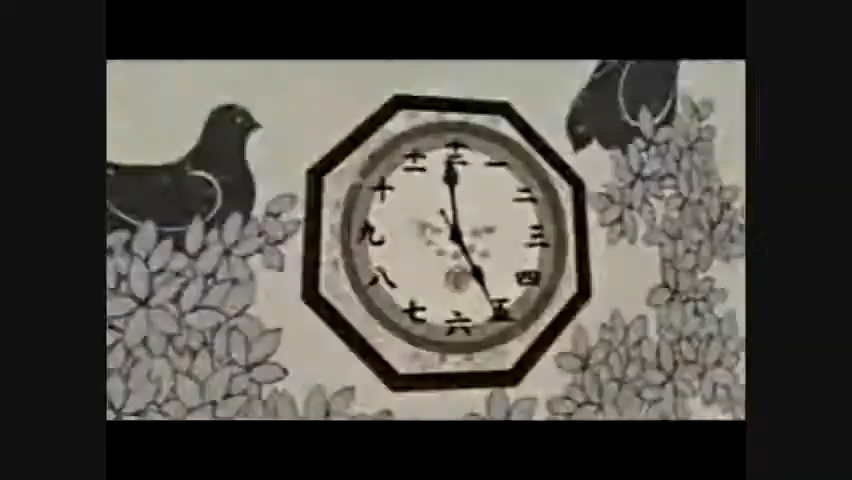 十二
一
二
三
四
五
六
七
八
九
十
十一